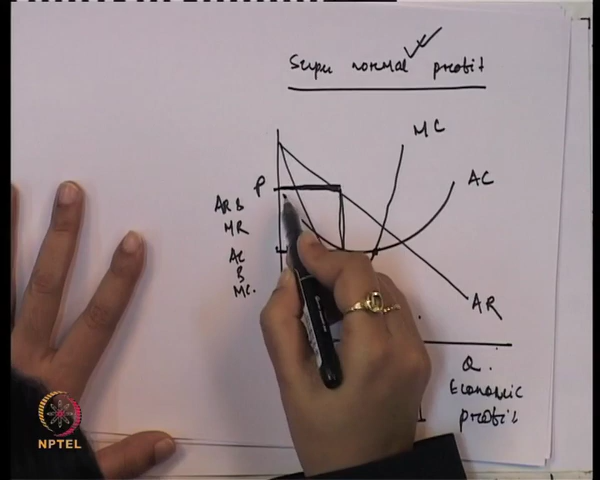 Super normal profit
MC
AC
P
AR &
MR
AC
&
MC.
AR
Q.
Economic
profit
NPTEL